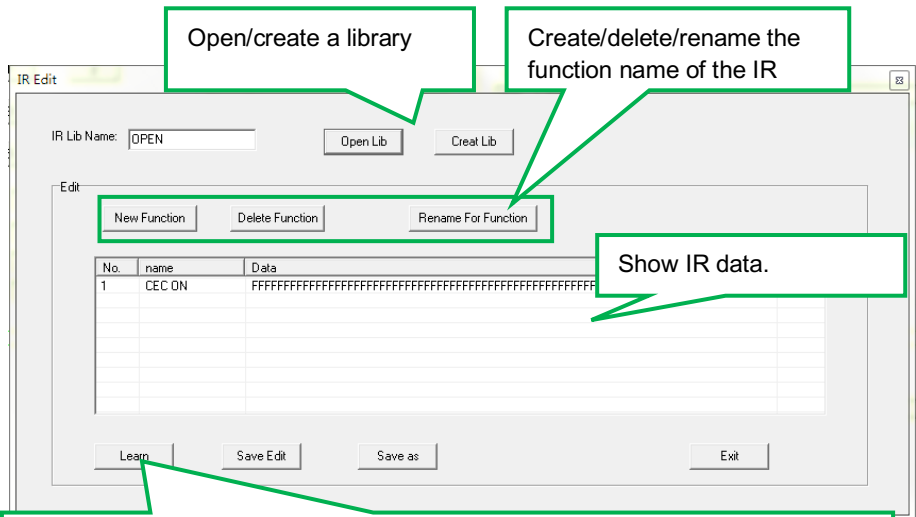 Open/create a library
Create/delete/rename the
function name of the IR
IR Edit
IR Lib Name: OPEN
Open Lib
Creat Lib
Edit
New Function
Delete Function
Rename For Function
No. name Data
Show IR data.
1 CEC ON FFFFFFFFFFFFFFFFFFFFFFFFFFFFFFFFFFFFFFFFFFFFFFFFFFFFFFFFF
Learn
Save Edit
Save as
Exit